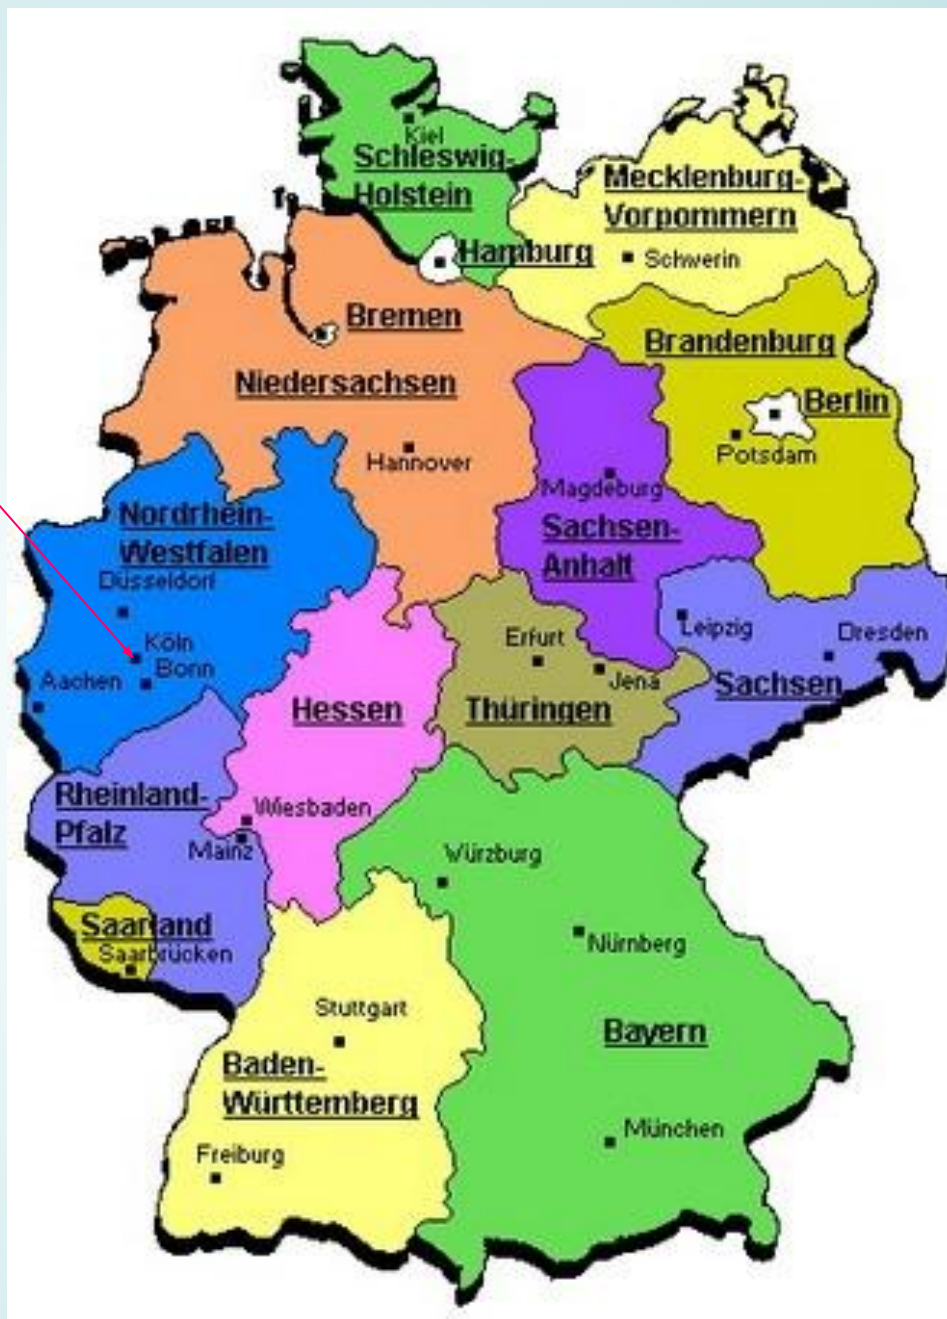 Kiel
Schleswig-
Holstein
Mecklenburg-
Vorpommern
Hamburg
Schwerin
Bremen
Brandenburg
Niedersachsen
Berlin
Potsdam
Hannover
Magdeburg
Nordrhein-
Westfalen
Sachsen-
Anhalt
Düsseldorf
Köln
Bonn
Aachen
Erfurt
Jena
Leipzig
Dresden
Sachsen
Hessen
Thüringen
Rheinland-
Pfalz
Wiesbaden
Mainz
Würzburg
Saarland
Saarbrücken
Nürnberg
Stuttgart
Bayern
Baden-
Württemberg
München
Freiburg